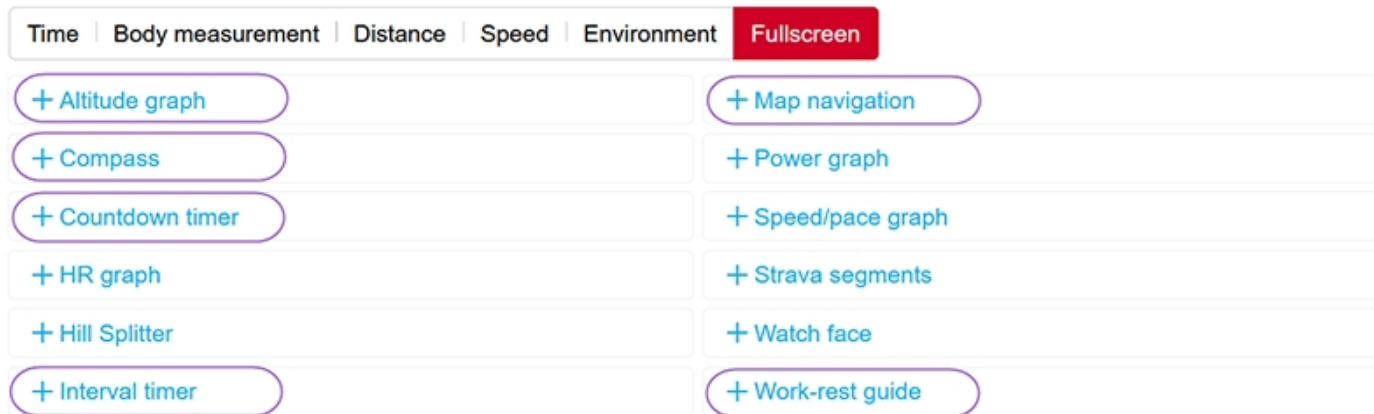 Time Body measurement Distance Speed Environment Fullscreen
+ Altitude graph
+ Map navigation
+ Compass
+ Power graph
+ Countdown timer
+ Speed/pace graph
+ HR graph
+ Strava segments
+ Hill Splitter
+ Watch face
+ Interval timer
+ Work-rest guide